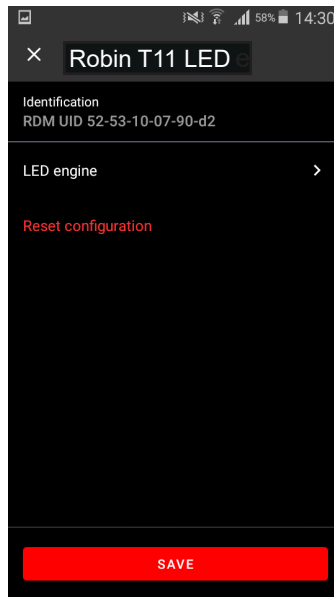 58% 14:30
Robin T11 LED e
Identification
RDM UID 52-53-10-07-90-d2
LED engine
Reset configuration
SAVE